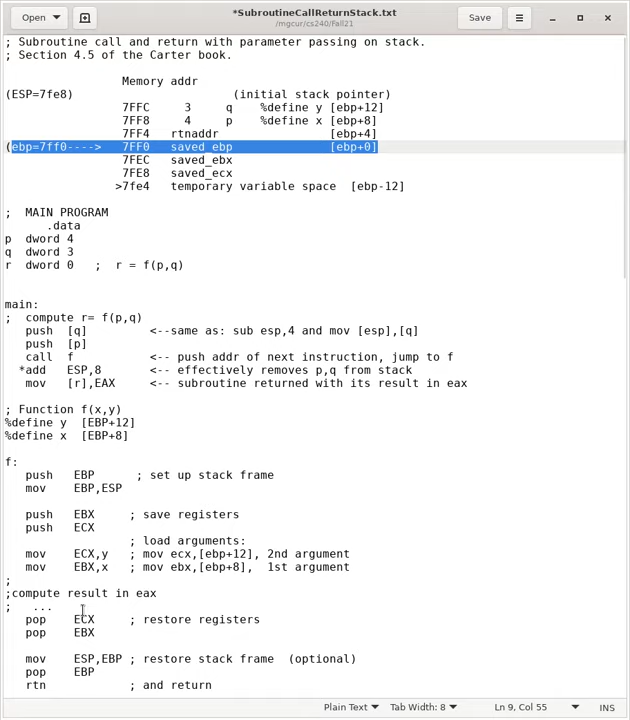 Open
*SubroutineCallReturnStack.txt
/mgcur/cs240/Fall21
Save
; Subroutine call and return with parameter passing on stack.
; Section 4.5 of the Carter book.
Memory addr
(ESP=7fe8) (initial stack pointer)
7FFC 3 q %define y [ebp+12]
7FF8 4 p %define x [ebp+8]
7FF4 rtnaddr [ebp+4]
(ebp=7ff0----> 7FF0 saved_ebp [ebp+0]
7FEC saved_ebx
7FE8 saved_ecx
>7fe4 temporary variable space [ebp-12]
; MAIN PROGRAM
.data
p dword 4
q dword 3
r dword 0 ; r = f(p,q)
main:
; compute r= f(p,q)
push [q] <--same as: sub esp,4 and mov [esp],[q]
push [p]
call f <-- push addr of next instruction, jump to f
*add ESP,8 <-- effectively removes p,q from stack
mov [r],EAX <-- subroutine returned with its result in eax
; Function f(x,y)
%define y [EBP+12]
%define x [EBP+8]
f:
push EBP ; set up stack frame
mov EBP,ESP
push EBX ; save registers
push ECX
; load arguments:
mov ECX,y ; mov ecx,[ebp+12], 2nd argument
mov EBX,x ; mov ebx,[ebp+8], 1st argument
;
;compute result in eax
; ...
pop ECX ; restore registers
pop EBX
mov ESP,EBP ; restore stack frame (optional)
pop EBP
rtn ; and return
Plain Text Tab Width: 8 Ln 9, Col 55 INS